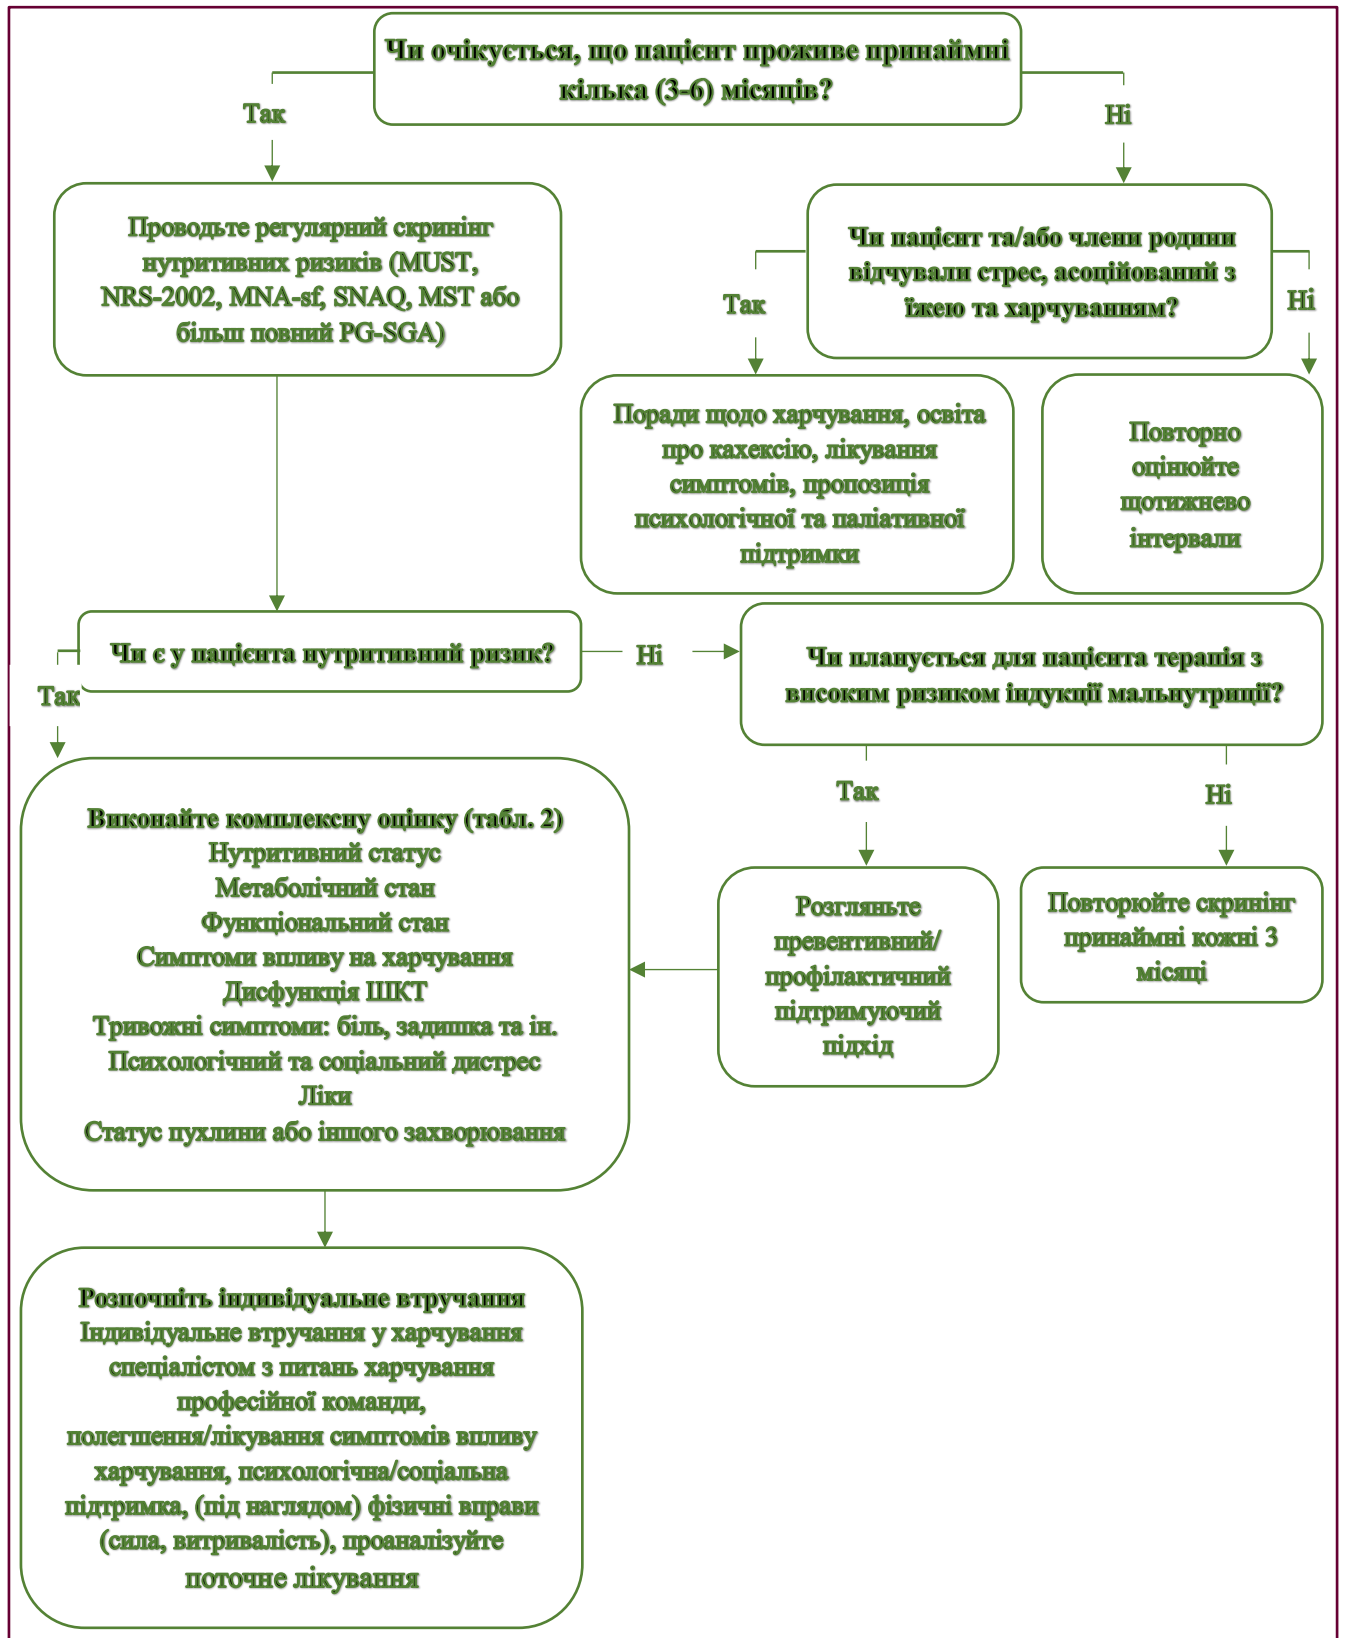 Чи очікується, що пацієнт проживе принаймні
кілька (3-6) місяців?
Так
Ні
Проводьте регулярний скринінг
нутритивних ризиків (MUST,
NRS-2002, MNA-sf, SNAQ, MST або
більш повний PG-SGA)
Чи пацієнт та/або члени родини
відчували стрес, асоційований з
їжею та харчуванням?
Так
Ні
Поради щодо харчування, освіта
про кахексію, лікування
симптомів, пропозиція
психологічної та паліативної
підтримки
Повторно
оцінюйте
щотижнево
інтервали
Чи є у пацієнта нутритивний ризик?
Ні
Так
Чи планується для пацієнта терапія з
високим ризиком індукції мальнутриції?
Так
Ні
Виконайте комплексну оцінку (табл. 2)
Нутритивний статус
Метаболічний стан
Функціональний стан
Симптоми впливу на харчування
Дисфункція ШКТ
Тривожні симптоми: біль, задишка та ін.
Психологічний та соціальний дистрес
Ліки
Статус пухлини або іншого захворювання
Розгляньте
превентивний/
профілактичний
підтримуючий
підхід
Повторюйте скринінг
принаймні кожні 3
місяці
Розпочніть індивідуальне втручання
Індивідуальне втручання у харчування
спеціалістом з питань харчування
професійної команди,
полегшення/лікування симптомів впливу
харчування, психологічна/соціальна
підтримка, (під наглядом) фізичні вправи
(сила, витривалість), проаналізуйте
поточне лікування